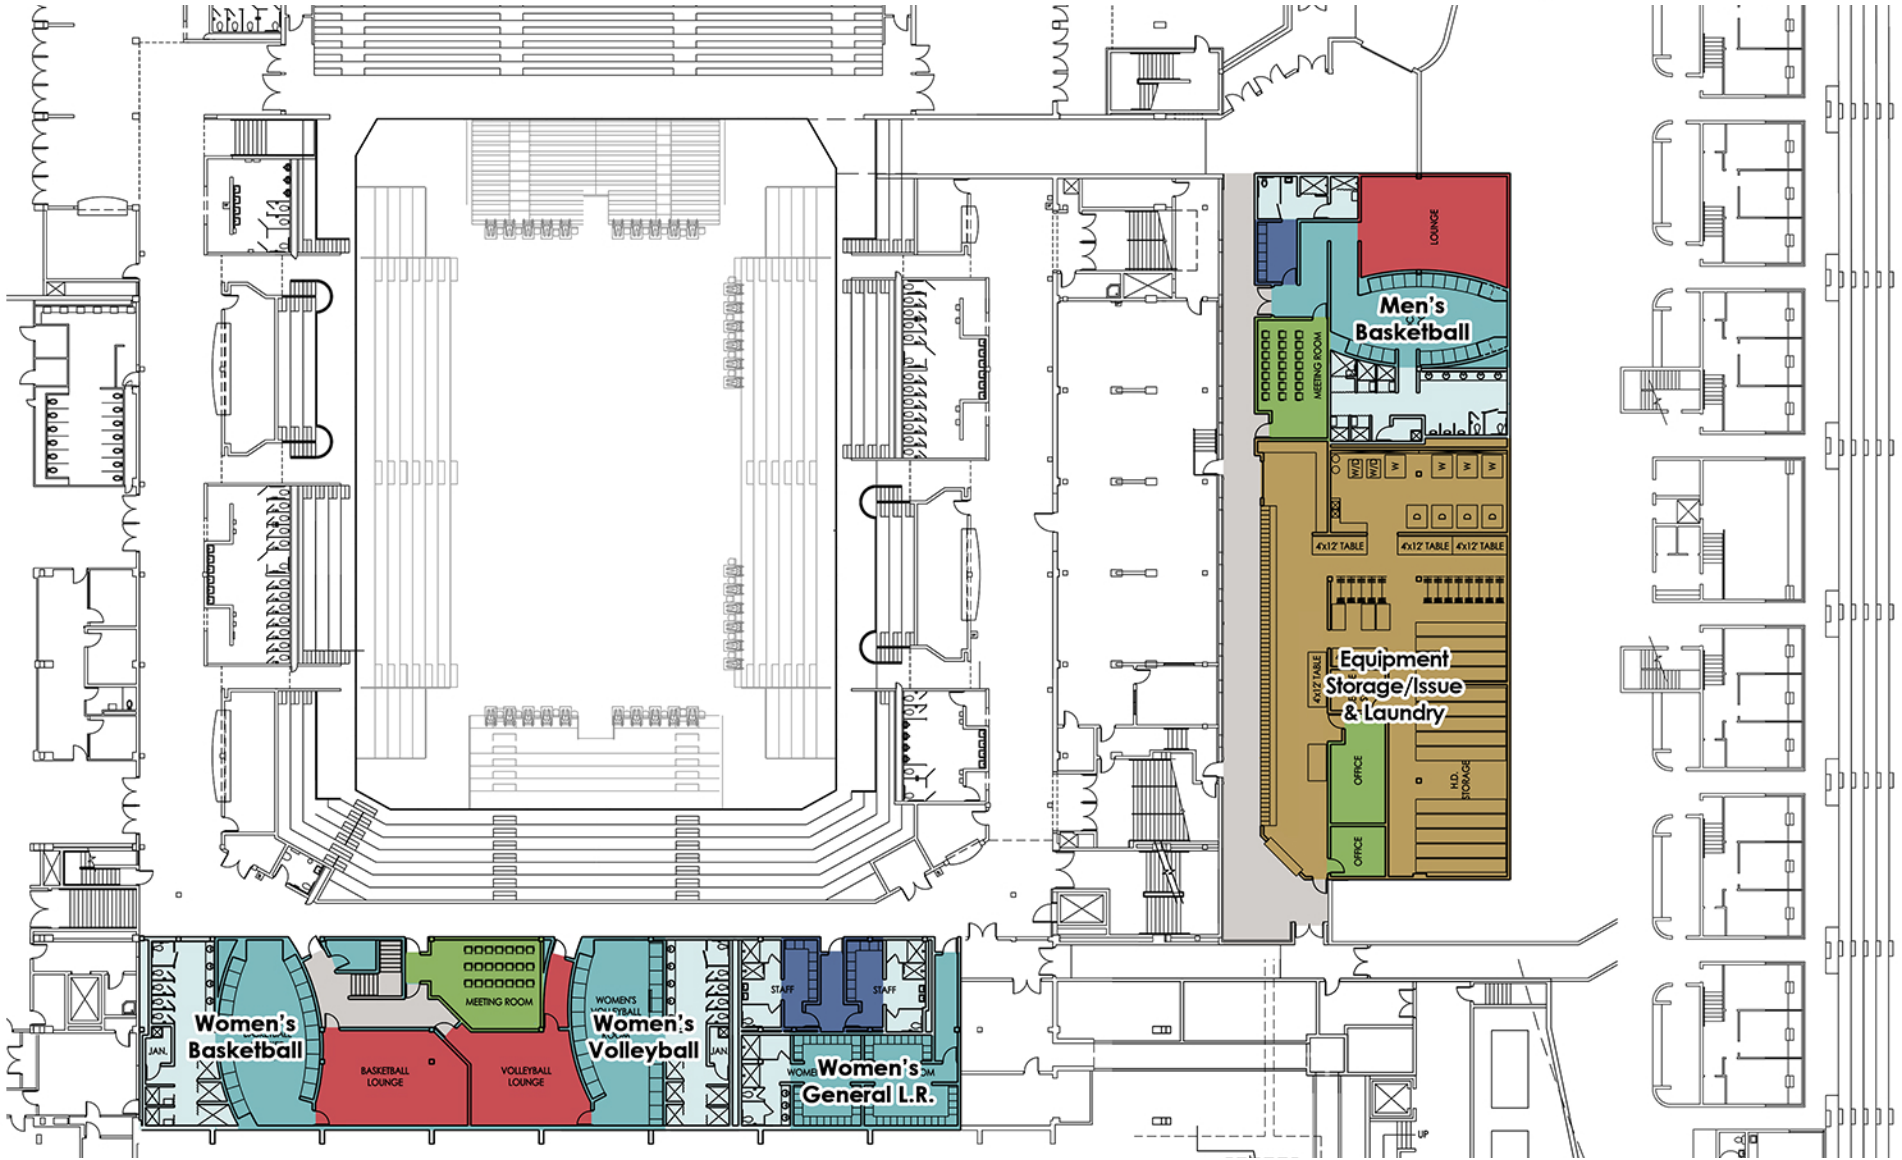 LOUNGE
Men's
Basketball
MEETING ROOM
W/D
W/D
W
W
W
W
D
D
D
D
4'x12' TABLE
4'x12' TABLE
4'x12' TABLE
4'x12' TABLE
Equipment
Storage/Issue
& Laundry
OFFICE
H.D.
STORAGE
OFFICE
MEETING ROOM
STAFF
STAFF
WOMEN'S
Women's
Basketball
Women's
Volleyball
JAN.
JAN.
BASKETBALL
LOUNGE
VOLLEYBALL
LOUNGE
Women's
General L.R.
UP